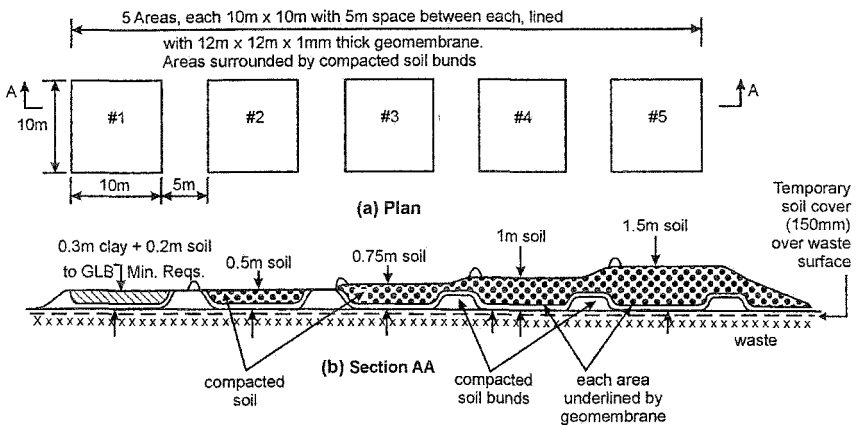 5 Areas, each 10m x 10m with 5m space between each, lined
with 12m x 12m x 1mm thick geomembrane.
Areas surrounded by compacted soil bunds
A
A
10m
#1
#2
#3
#4
#5
10m
5m
(a) Plan
Temporary
soil cover
(150mm)
over waste
surface
0.3m clay + 0.2m soil
to GLB⁻ Min. Reqs.
0.5m soil
0.75m soil
1m soil
1.5m soil
x x x x x x x x x x x x x x x x x x x x x x x x x x x x x x x x x x x x x x x x x x x x x x x x x x x x x x x x x x x x
waste
(b) Section AA
compacted
soil
compacted
soil bunds
each area
underlined by
geomembrane